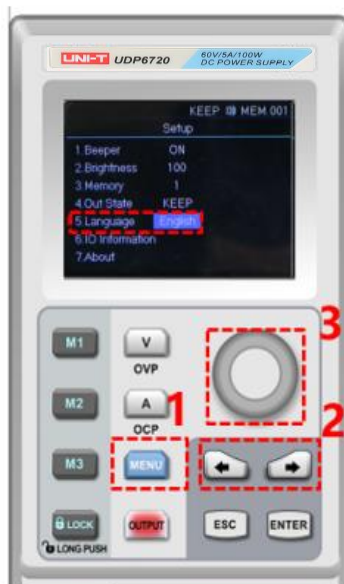 UNI-T UDP6720 60V/5A/100W
DC POWER SUPPLY
KEEP MEM 001
Setup
1.Beeper ON
2.Brightness 100
3.Memory 1
4.Out State KEEP
5.Language English
6.IO Information
7.About
3
M1 V
OVP
M2 A 1 2
OCP
M3 MENU
LOCK OUTPUT ESC ENTER
LONG PUSH